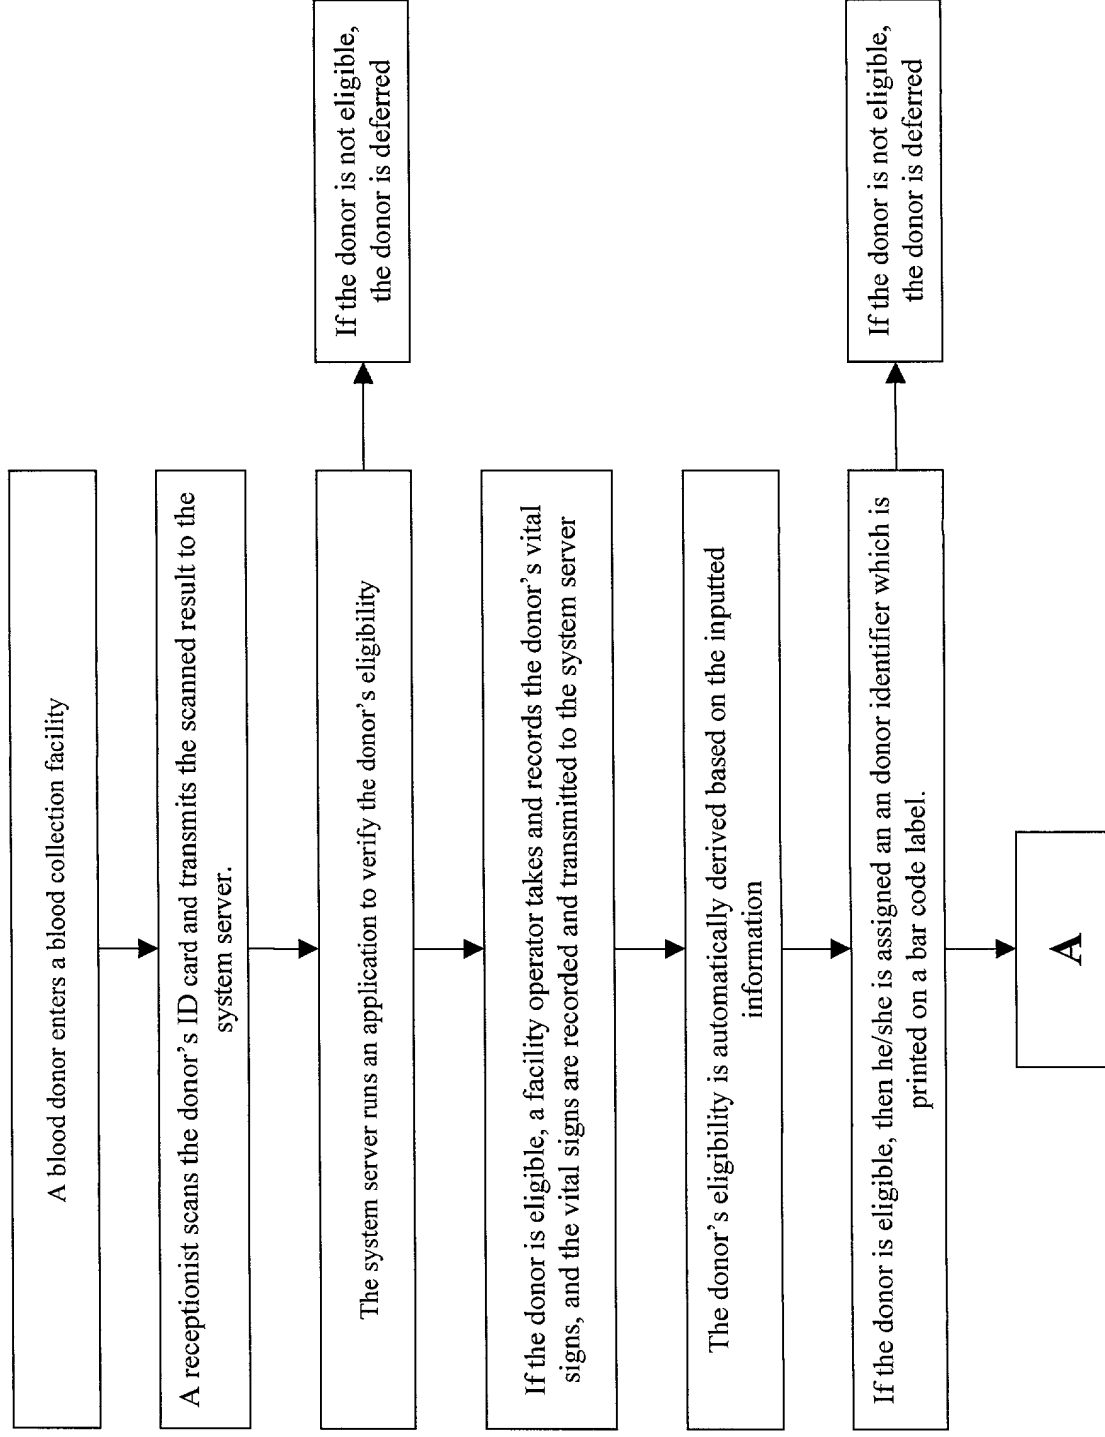 A blood donor enters a blood collection facility
A receptionist scans the donor's ID card and transmits the scanned result to the
system server.
The system server runs an application to verify the donor's eligibility
If the donor is not eligible,
the donor is deferred
If the donor is eligible, a facility operator takes and records the donor's vital
signs, and the vital signs are recorded and transmitted to the system server
The donor's eligibility is automatically derived based on the inputted
information
If the donor is eligible, then he/she is assigned an an donor identifier which is
printed on a bar code label.
If the donor is not eligible,
the donor is deferred
A